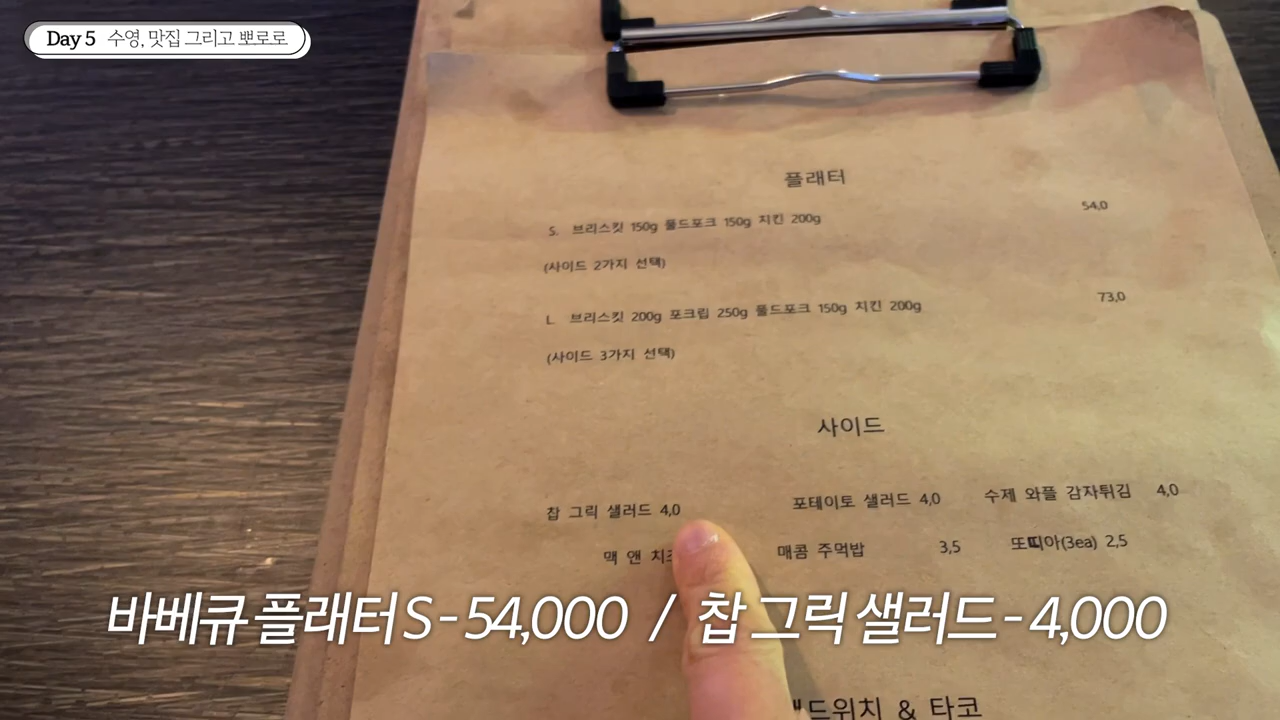 Day 5 수영, 맛집 그리고 뽀로로
플래터
S. 브리스킷 150g 풀드포크 150g 치킨 200g 54,0
(사이드 2가지 선택)
L 브리스킷 200g 포크립 250g 풀드포크 150g 치킨 200g 73,0
(사이드 3가지 선택)
사이드
찹 그릭 샐러드 4,0 포테이토 샐러드 4,0 수제 와플 감자튀김 4,0
맥 앤 매콤 주먹밥 3,5 또띠아(3ea) 2,5
바베큐 플래터 S - 54,000 / 찹 그릭 샐러드 - 4,000
& 타코